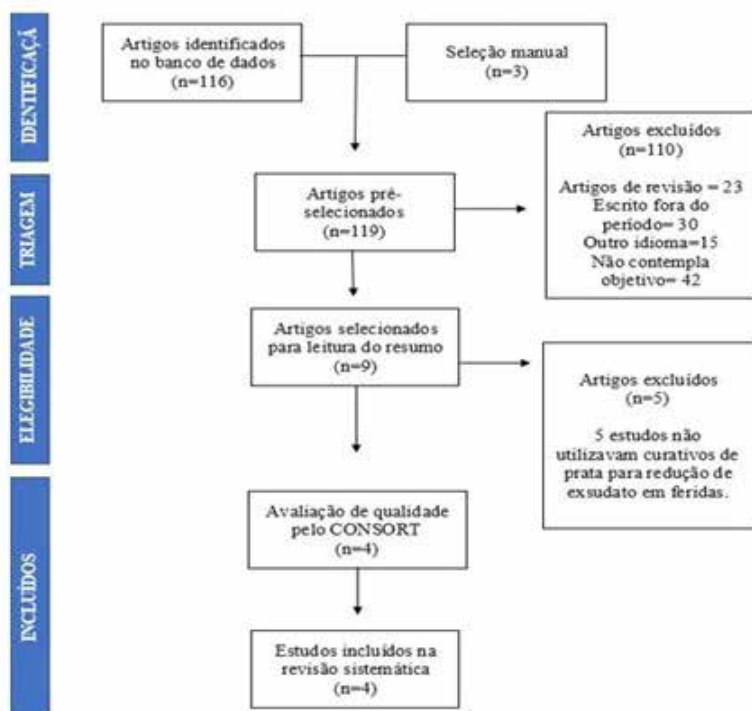 IDENTIFICAÇÃ
Artigos identificados
no banco de dados
(n=116)
Seleção manual
(n=3)
Artigos excluídos
(n=110)
Artigos de revisão = 23
Escrito fora do
período= 30
Outro idioma=15
Não contempla
objetivo= 42
TRIAGEM
Artigos pré-
selecionados
(n=119)
ELEGIBILIDADE
Artigos selecionados
para leitura do resumo
(n=9)
Artigos excluídos
(n=5)
5 estudos não
utilizavam curativos de
prata para redução de
exsudato em feridas.
INCLUÍDOS
Avaliação de qualidade
pelo CONSORT
(n=4)
Estudos incluídos na
revisão sistemática
(n=4)